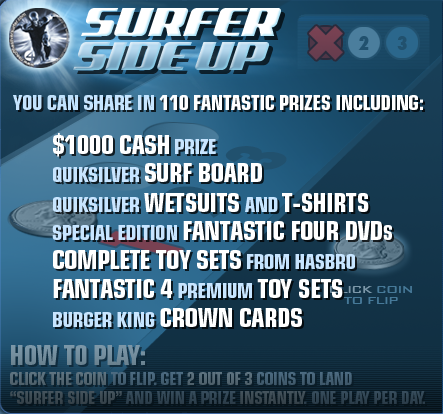 SURFER
SIDE UP
2 3
YOU CAN SHARE IN 110 FANTASTIC PRIZES INCLUDING:
$1000 CASH PRIZE
QUIKSILVER SURF BOARD
QUIKSILVER WETSUITS AND T-SHIRTS
SPECIAL EDITION FANTASTIC FOUR DVDs
COMPLETE TOY SETS FROM HASBRO
FANTASTIC 4 PREMIUM TOY SETS
LICK COIN
TO FLIP
BURGER KING CROWN CARDS
HOW TO PLAY:
CLICK THE COIN TO FLIP. GET 2 OUT OF 3 COINS TO LAND
"SURFER SIDE UP" AND WIN A PRIZE INSTANTLY. ONE PLAY PER DAY.